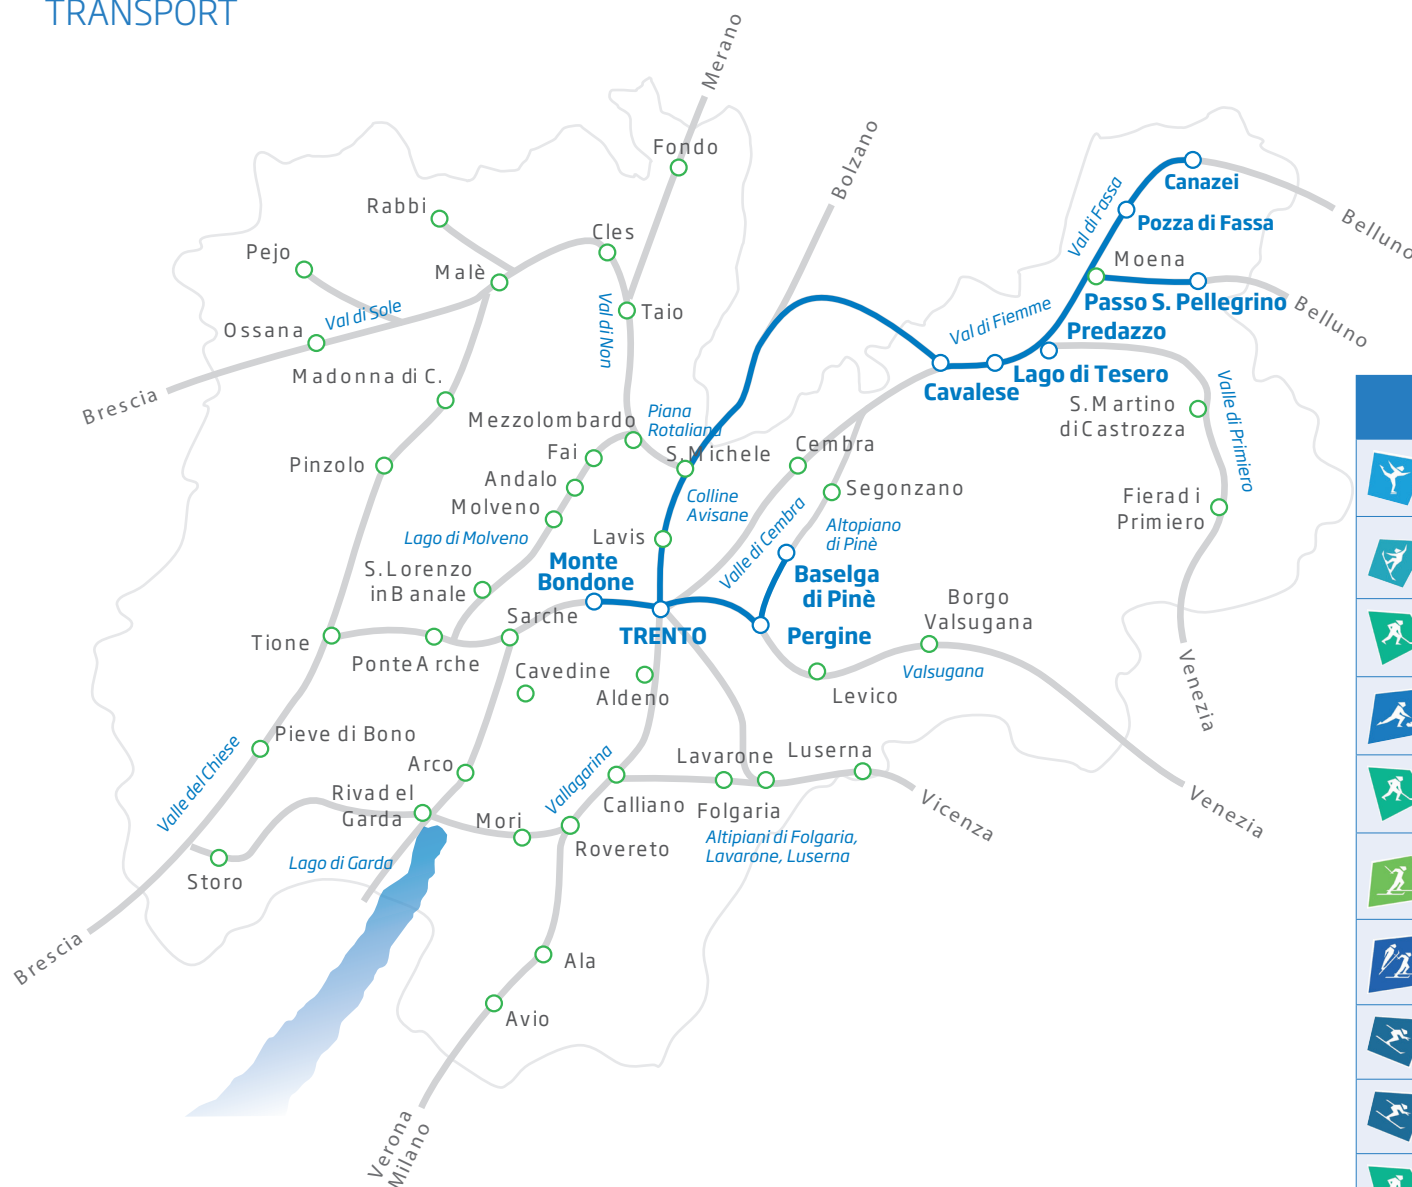 TRANSPORT
Merano
Bolzano
Fondo
Rabbi
Cles
Pejo
Malè
Val di Sole
Ossana
Val di Non
Taio
Madonna di C.
Brescia
Canazei
Val di Fassa
Pozza di Fassa
Belluno
Moena
Passo S. Pellegrino
Belluno
Val di Fiemme
Predazzo
Lago di Tesero
Cavalese
S.Martino
di Castrozza
Valle di Primiero
Fiera di
Primiero
Mezzolombardo
Piana
Rotaliana
S.Michele
Fai
Pinzolo
Andalo
Molveno
Colline
Avisane
Cembra
Segonzano
Lago di Molveno
Lavis
Valle di Cembra
Altopiano
di Pinè
Monte
Bondone
Baselga
di Pinè
S.Lorenzo
in Banale
Sarche
TRENTO
Pergine
Borgo
Valsugana
Tione
Ponte Arche
Cavedine
Aldeno
Levico
Valsugana
Venezia
Pieve di Bono
Arco
Valle del Chiese
Vallagarina
Lavarone
Luserna
Riva del
Garda
Mori
Calliano
Folgaria
Vicenza
Venezia
Rovereto
Altipiani di Folgaria,
Lavarone, Luserna
Lago di Garda
Storo
Brescia
Ala
Avio
Verona
Milano